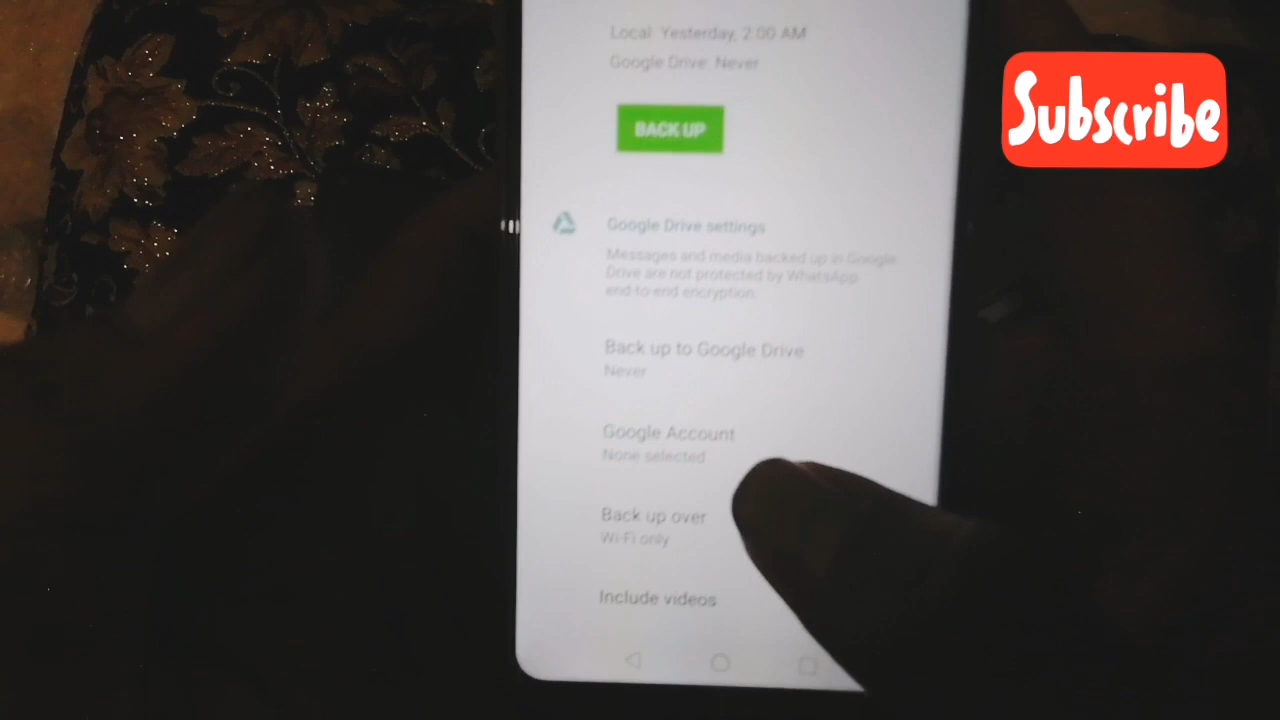 Local: Yesterday, 2:00 AM
Google Drive: Never
BACK UP
Subscribe
Google Drive settings
Messages and media backed up in Google
Drive are not protected by WhatsApp
end-to-end encryption.
Back up to Google Drive
Never
Google Account
None selected
Back up over
Wi-Fi only
Include videos